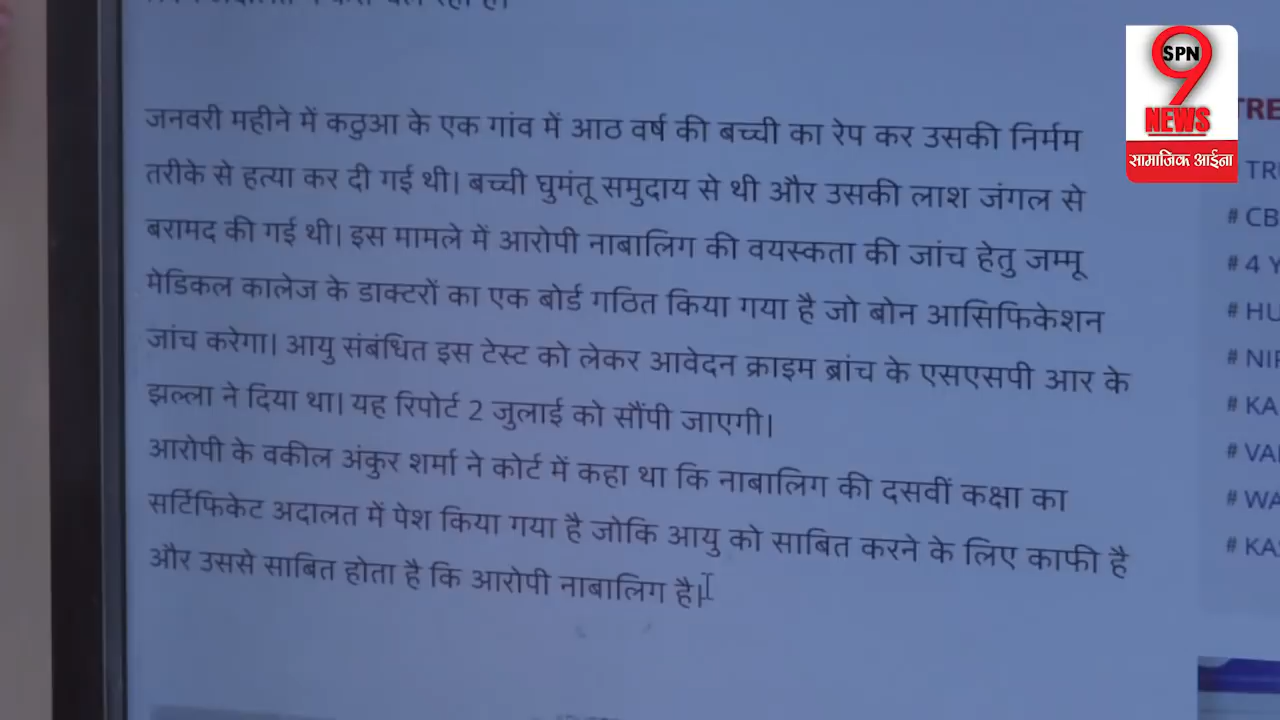 जनवरी महीने में कठुआ के एक गांव में आठ वर्ष की बच्ची का रेप कर उसकी निर्मम
तरीके से हत्या कर दी गई थी। बच्ची घुमंतू समुदाय से थी और उसकी लाश जंगल से
बरामद की गई थी। इस मामले में आरोपी नाबालिग की वयस्कता की जांच हेतु जम्मू
मेडिकल कालेज के डाक्टरों का एक बोर्ड गठित किया गया है जो बोन आसिफिकेशन
जांच करेगा। आयु संबंधित इस टेस्ट को लेकर आवेदन क्राइम ब्रांच के एसएसपी आर के
झल्ला ने दिया था। यह रिपोर्ट 2 जुलाई को सौंपी जाएगी।
आरोपी के वकील अंकुर शर्मा ने कोर्ट में कहा था कि नाबालिग की दसवीं कक्षा का
सर्टिफिकेट अदालत में पेश किया गया है जोकि आयु को साबित करने के लिए काफी है
और उससे साबित होता है कि आरोपी नाबालिग है।
SPN
9
NEWS
सामाजिक आईना
TRE
TR
# CB
# 4 Y
# HU
# NIF
# KA
# VA
# WA
# KA